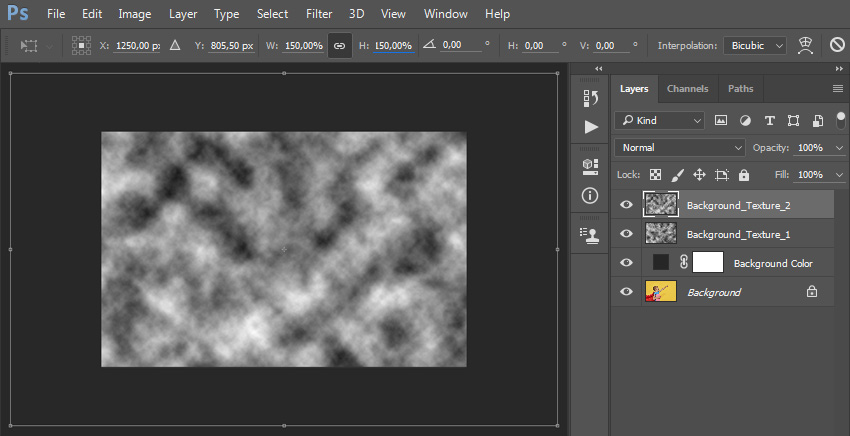 Ps File Edit Image Layer Type Select Filter 3D View Window Help
X: 1250,00 px Y: 805,50 px W: 150,00% H: 150,00% 0,00 ° H: 0,00 ° V: 0,00 ° Interpolation: Bicubic
Layers Channels Paths
Kind
Normal Opacity: 100%
Lock: Fill: 100%
Background_Texture_2
Background_Texture_1
Background Color
Background